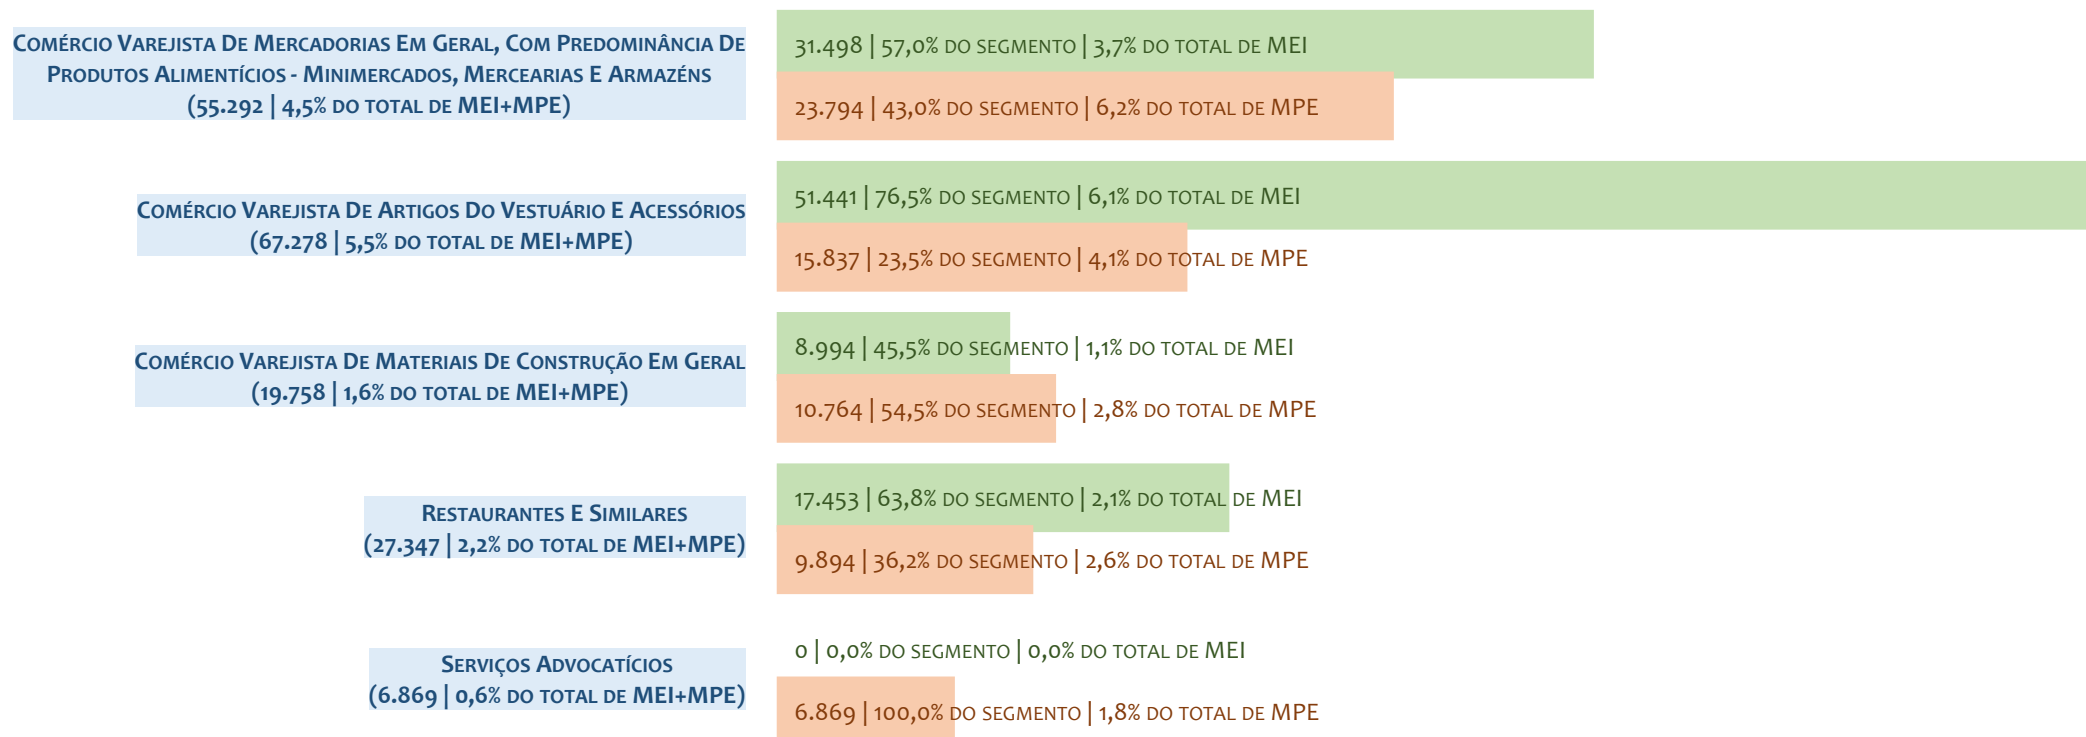 Comércio Varejista De Mercadorias Em Geral, Com Predominância De
Produtos Alimentícios - Minimercados, Mercearias E Armazéns
(55.292 | 4,5% do total de MEI+MPE)
31.498 | 57,0% do segmento | 3,7% do total de MEI
23.794 | 43,0% do segmento | 6,2% do total de MPE
Comércio Varejista De Artigos Do Vestuário E Acessórios
(67.278 | 5,5% do total de MEI+MPE)
51.441 | 76,5% do segmento | 6,1% do total de MEI
15.837 | 23,5% do segmento | 4,1% do total de MPE
Comércio Varejista De Materiais De Construção Em Geral
(19.758 | 1,6% do total de MEI+MPE)
8.994 | 45,5% do segmento | 1,1% do total de MEI
10.764 | 54,5% do segmento | 2,8% do total de MPE
Restaurantes E Similares
(27.347 | 2,2% do total de MEI+MPE)
17.453 | 63,8% do segmento | 2,1% do total de MEI
9.894 | 36,2% do segmento | 2,6% do total de MPE
Serviços Advocatícios
(6.869 | 0,6% do total de MEI+MPE)
0 | 0,0% do segmento | 0,0% do total de MEI
6.869 | 100,0% do segmento | 1,8% do total de MPE